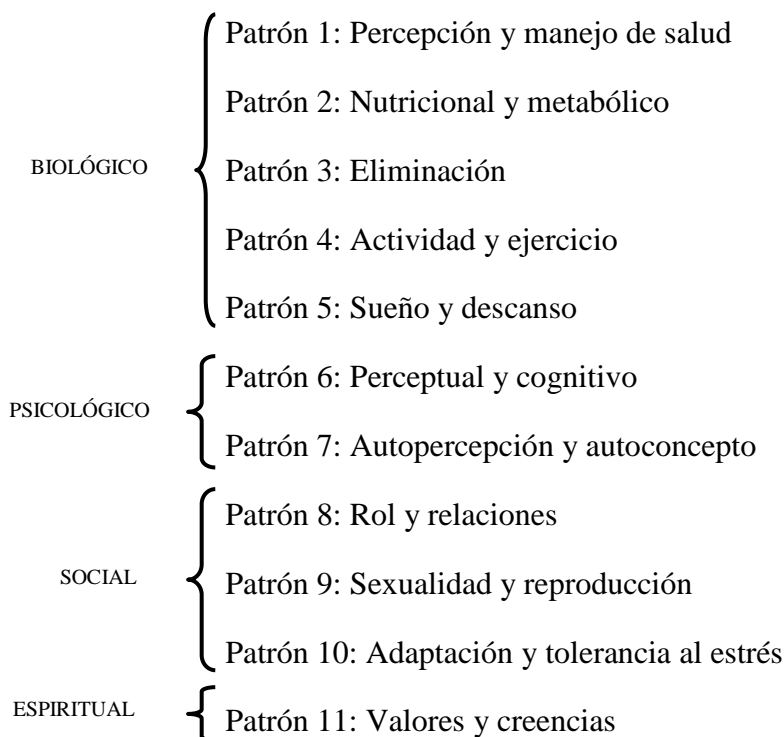 BIOLÓGICO
Patrón 1: Percepción y manejo de salud
Patrón 2: Nutricional y metabólico
Patrón 3: Eliminación
Patrón 4: Actividad y ejercicio
Patrón 5: Sueño y descanso
PSICOLÓGICO
Patrón 6: Perceptual y cognitivo
Patrón 7: Autopercepción y autoconcepto
SOCIAL
Patrón 8: Rol y relaciones
Patrón 9: Sexualidad y reproducción
Patrón 10: Adaptación y tolerancia al estrés
ESPIRITUAL
Patrón 11: Valores y creencias